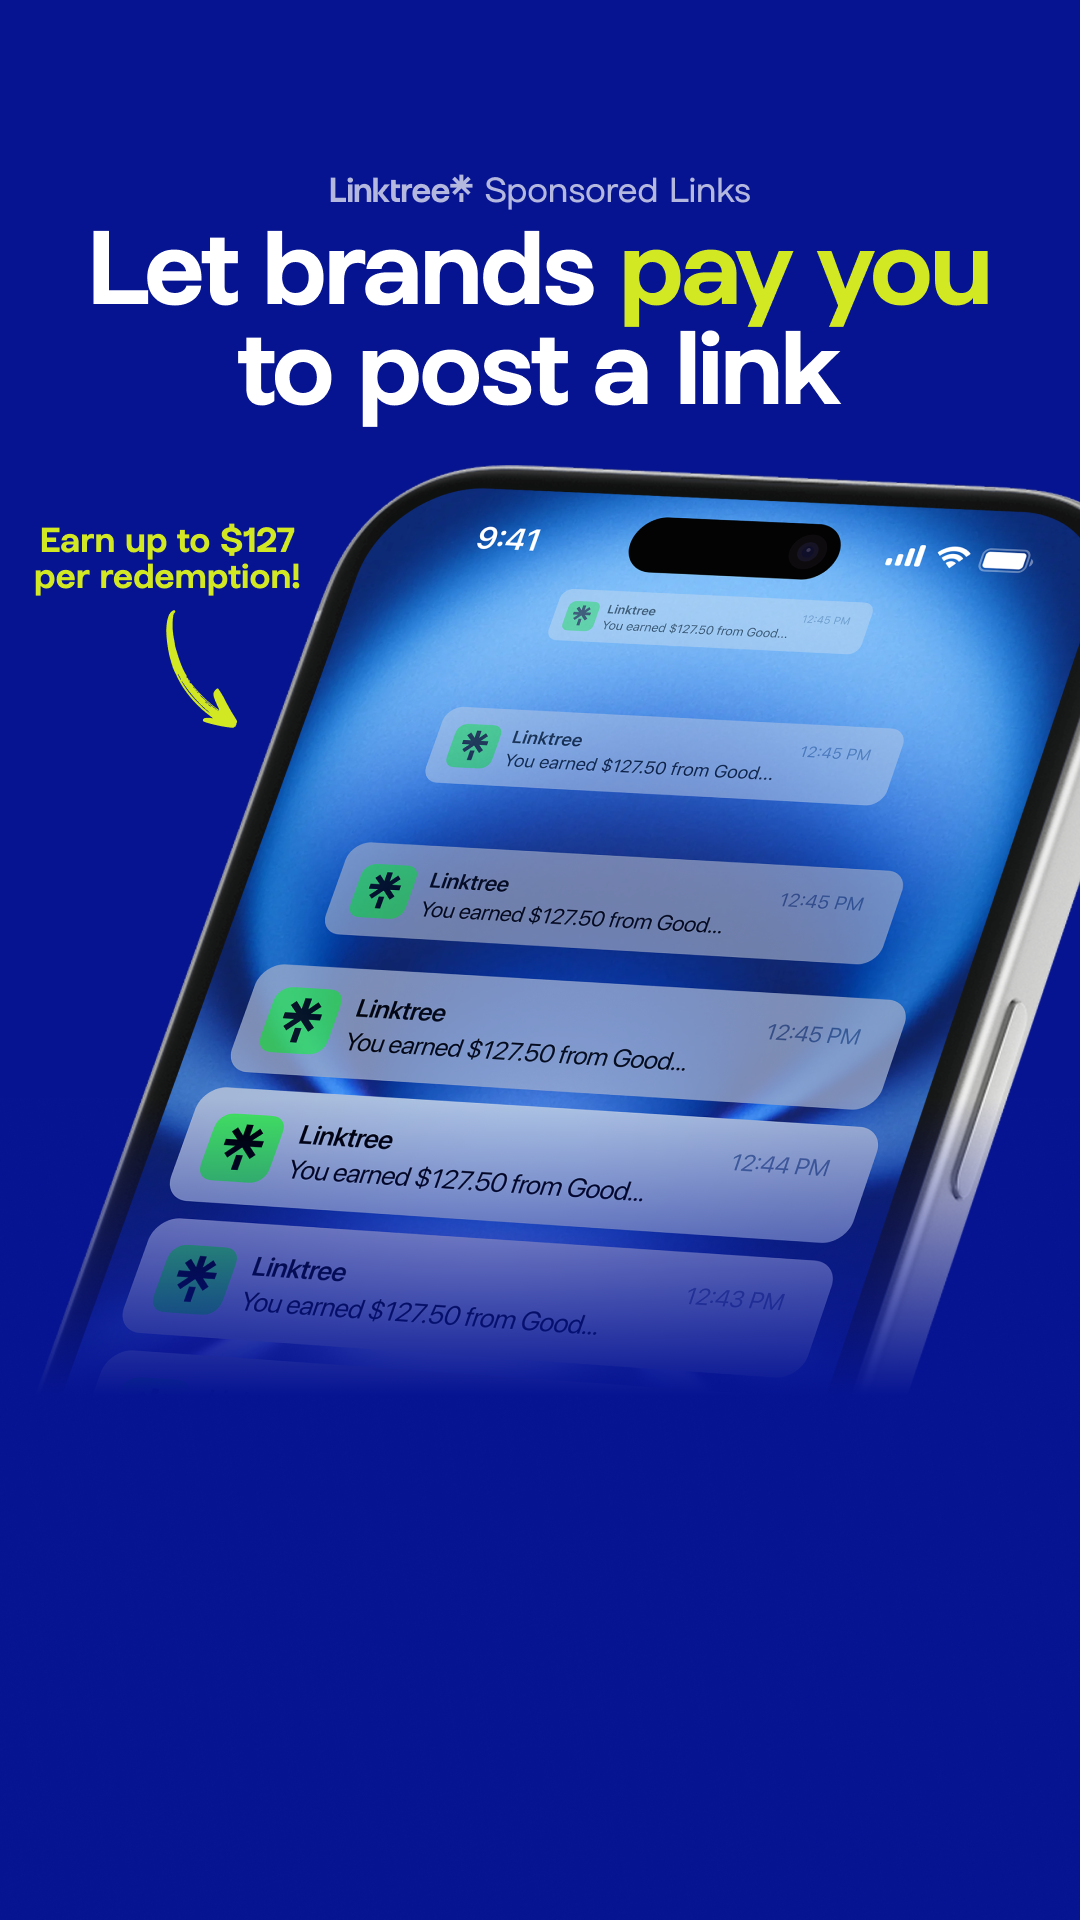 Linktree Sponsored Links
Let brands pay you
to post a link
Earn up to $127
per redemption!
9:41
Linktree
12:45 PM
You earned $127.50 from Good...
Linktree
12:45 PM
You earned $127.50 from Good...
Linktree
12:45 PM
You earned $127.50 from Good...
Linktree
12:45 PM
You earned $127.50 from Good...
Linktree
12:44 PM
You earned $127.50 from Good...
Linktree
12:43 PM
You earned $127.50 from Good...